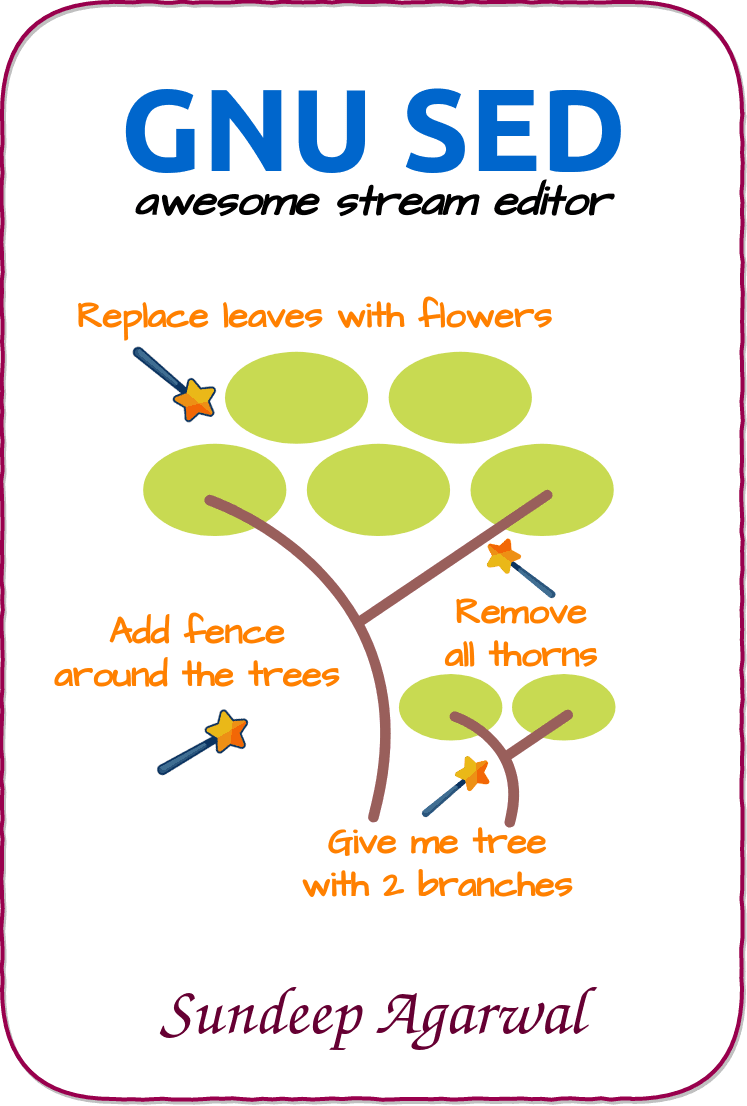 GNU SED
awesome stream editor
Replace leaves with flowers
Remove
all thorns
Add fence
around the trees
Give me tree
with 2 branches
Sundeep Agarwal